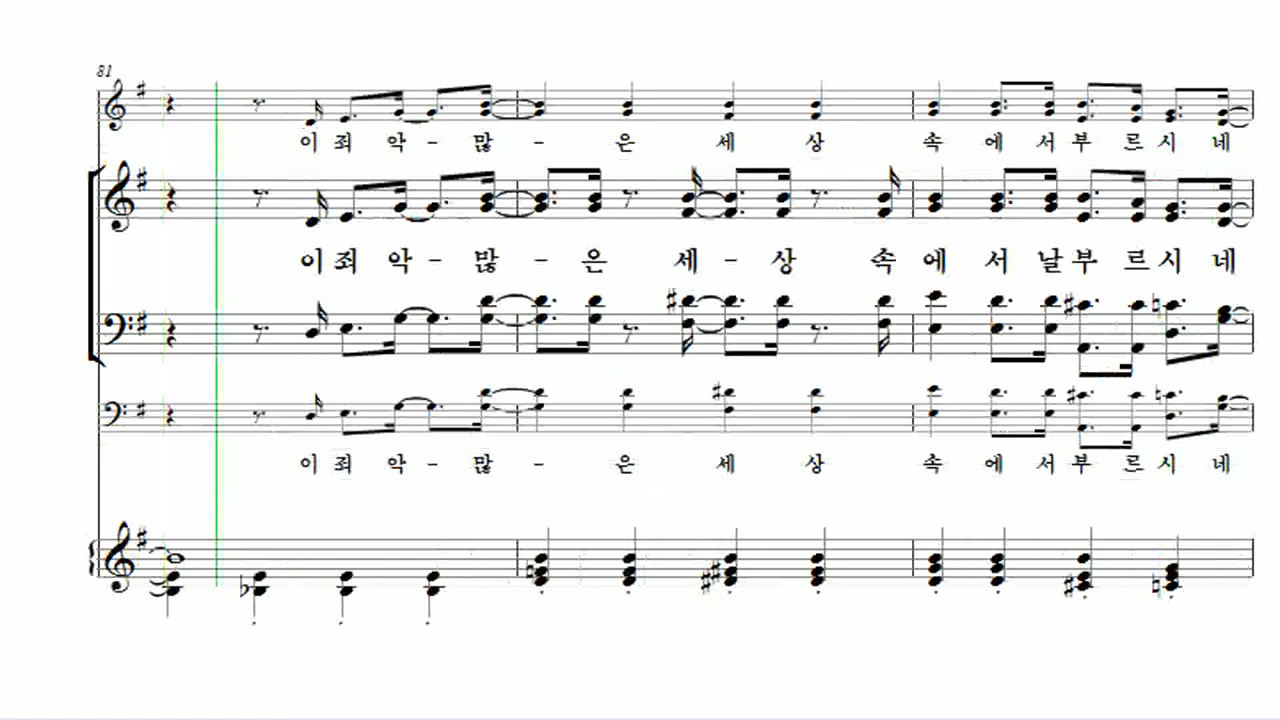 81
이 죄 악 - 많 - 은 세 상 속 에 서 부 르 시 네
이 죄 악 - 많 - 은 세 - 상 속 에 서 날 부 르 시 네
이 죄 악 - 많 - 은 세 상 속 에 서 부 르 시 네